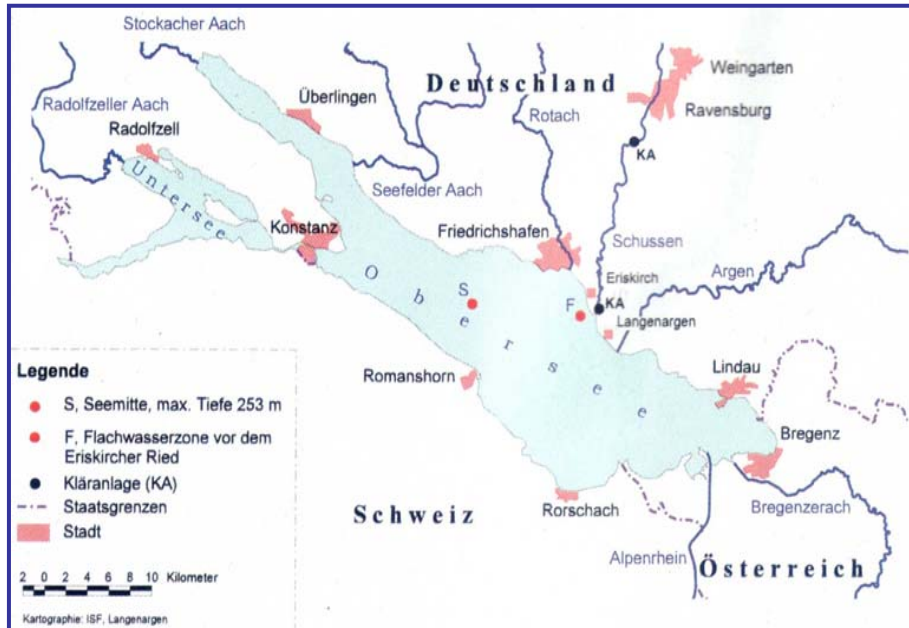 Stockacher Aach
Deutschland
Weingarten
Radolfzeller Aach
Überlingen
Rotach
Ravensburg
Radolfzell
KA
Untersee
Seefelder Aach
Konstanz
Friedrichshafen
Schussen
Argen
Obersee
S
F
Eriskirch
KA
Langenargen
Romanshorn
Lindau
Bregenz
Rorschach
Bregenzerach
Schweiz
Alpenrhein
Österreich
Legende
S, Seemitte, max. Tiefe 253 m
F, Flachwasserzone vor dem
Eriskircher Ried
Kläranlage (KA)
Staatsgrenzen
Stadt
2 0 2 4 6 8 10 Kilometer
Kartographie: ISF, Langenargen